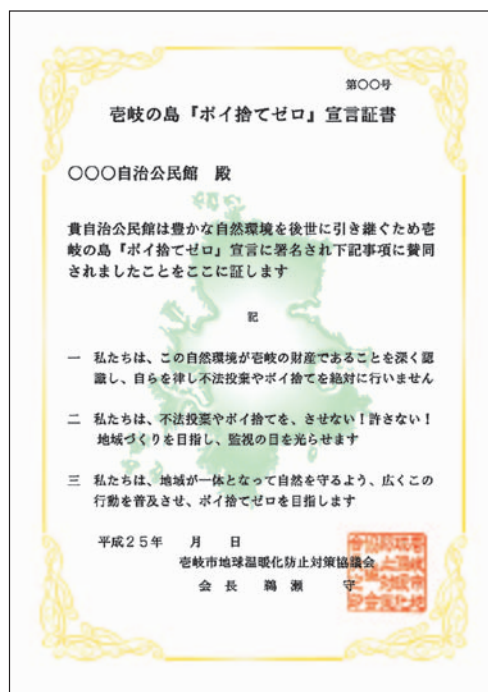 第〇〇号
壱岐の島『ポイ捨てゼロ』宣言証書
〇〇〇自治公民館 殿
貴自治公民館は豊かな自然環境を後世に引き継ぐため壱
岐の島『ポイ捨てゼロ』宣言に署名され下記事項に賛同
されましたことをここに証します
記
一 私たちは、この自然環境が壱岐の財産であることを深く認
識し、自らを律し不法投棄やポイ捨てを絶対に行いません
二 私たちは、不法投棄やポイ捨てを、させない！許さない！
地域づくりを目指し、監視の目を光らせます
三 私たちは、地域が一体となって自然を守るよう、広くこの
行動を普及させ、ポイ捨てゼロを目指します
平成２５年 月 日
壱岐市地球温暖化防止対策協議会
会 長 鵜 瀬 守